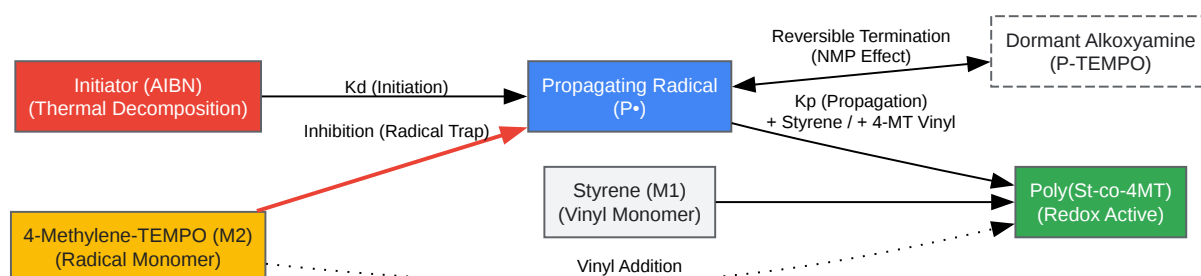 Initiator (AIBN)
(Thermal Decomposition)
Kd (Initiation)
Inhibition (Radical Trap)
Propagating Radical
(P•)
Reversible Termination
(NMP Effect)
Dormant Alkoxyamine
(P-TEMPO)
Kp (Propagation)
+ Styrene / + 4-MT Vinyl
Styrene (M1)
(Vinyl Monomer)
Poly(St-co-4MT)
(Redox Active)
4-Methylene-TEMPO (M2)
(Radical Monomer)
Vinyl Addition